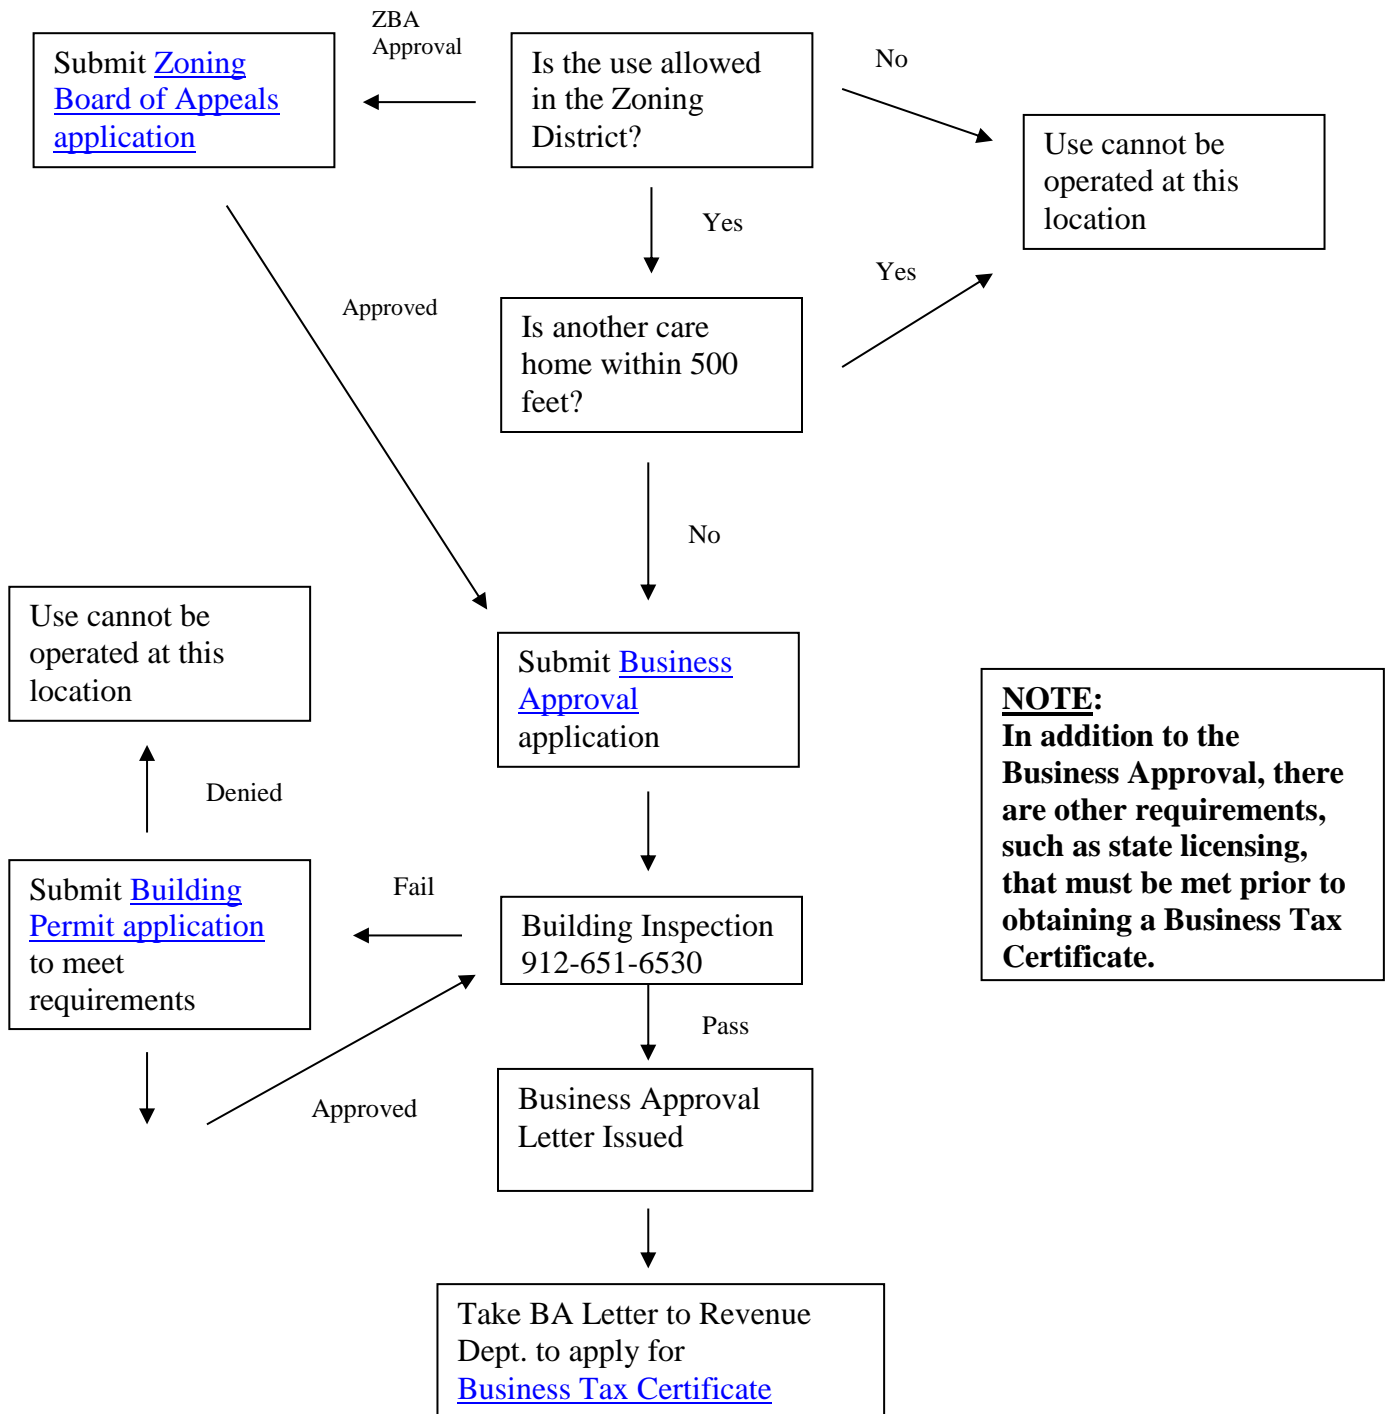 ZBA
Approval
Submit Zoning
Board of Appeals
application
Is the use allowed
in the Zoning
District?
No
Use cannot be
operated at this
location
Yes
Yes
Approved
Is another care
home within 500
feet?
No
Use cannot be
operated at this
location
Submit Business
Approval
application
NOTE:
In addition to the
Business Approval, there
are other requirements,
such as state licensing,
that must be met prior to
obtaining a Business Tax
Certificate.
Denied
Submit Building
Permit application
to meet
requirements
Fail
Building Inspection
912-651-6530
Pass
Approved
Business Approval
Letter Issued
Take BA Letter to Revenue
Dept. to apply for
Business Tax Certificate